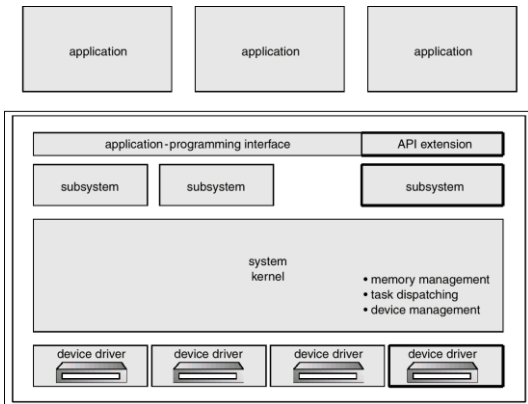 application
application
application
application-programming interface
API extension
subsystem
subsystem
subsystem
system
kernel
• memory management
• task dispatching
• device management
device driver
device driver
device driver
device driver